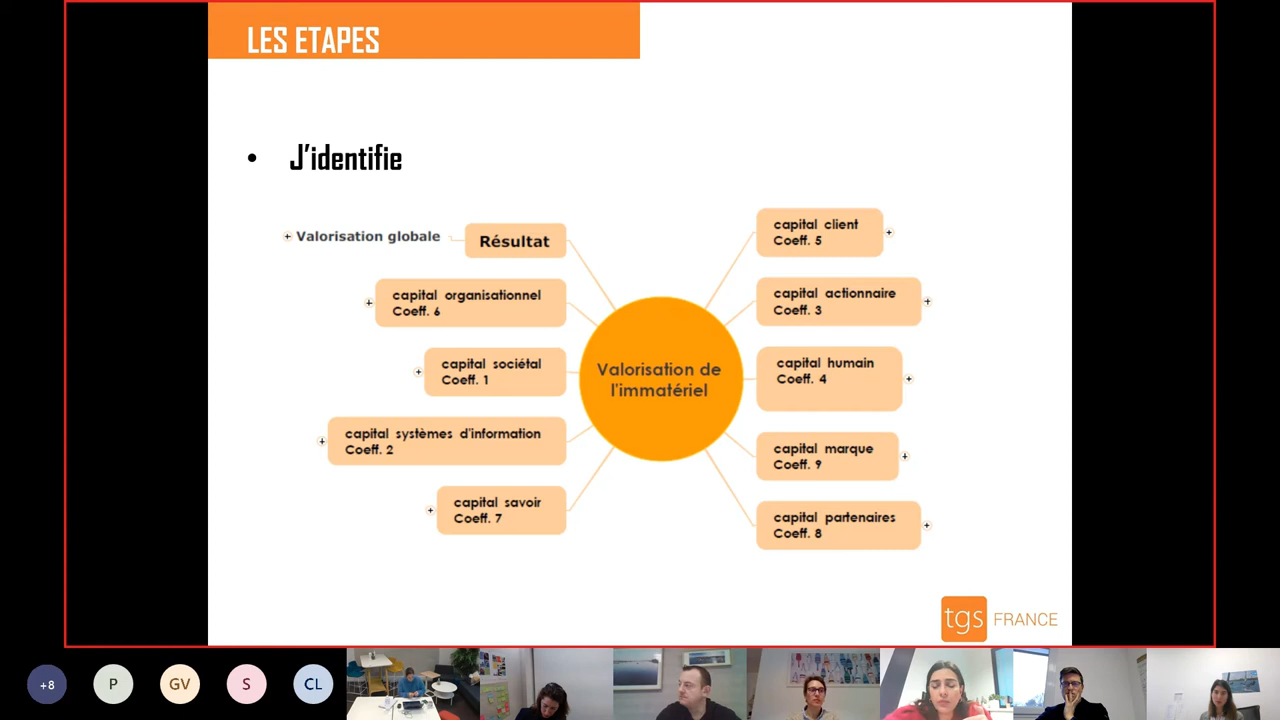 LES ETAPES
• J'identifie
Valorisation globale
Résultat
capital organisationnel
Coeff. 6
capital sociétal
Coeff. 1
capital systèmes d'information
Coeff. 2
capital savoir
Coeff. 7
Valorisation de
l'immatériel
capital client
Coeff. 5
capital actionnaire
Coeff. 3
capital humain
Coeff. 4
capital marque
Coeff. 9
capital partenaires
Coeff. 8
tgs FRANCE
+8
P
GV
S
CL